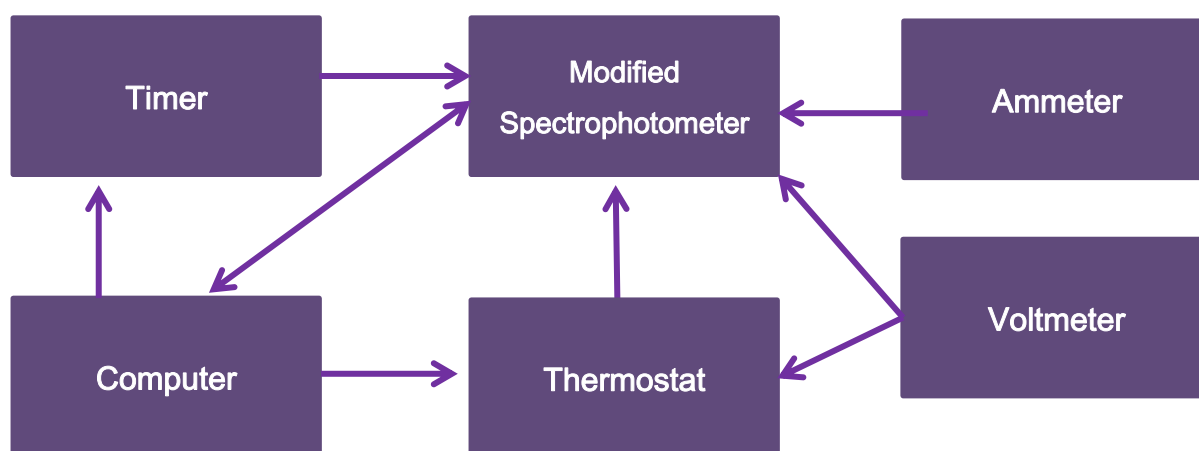 Timer
Modified
Spectrophotometer
Ammeter
Voltmeter
Computer
Thermostat